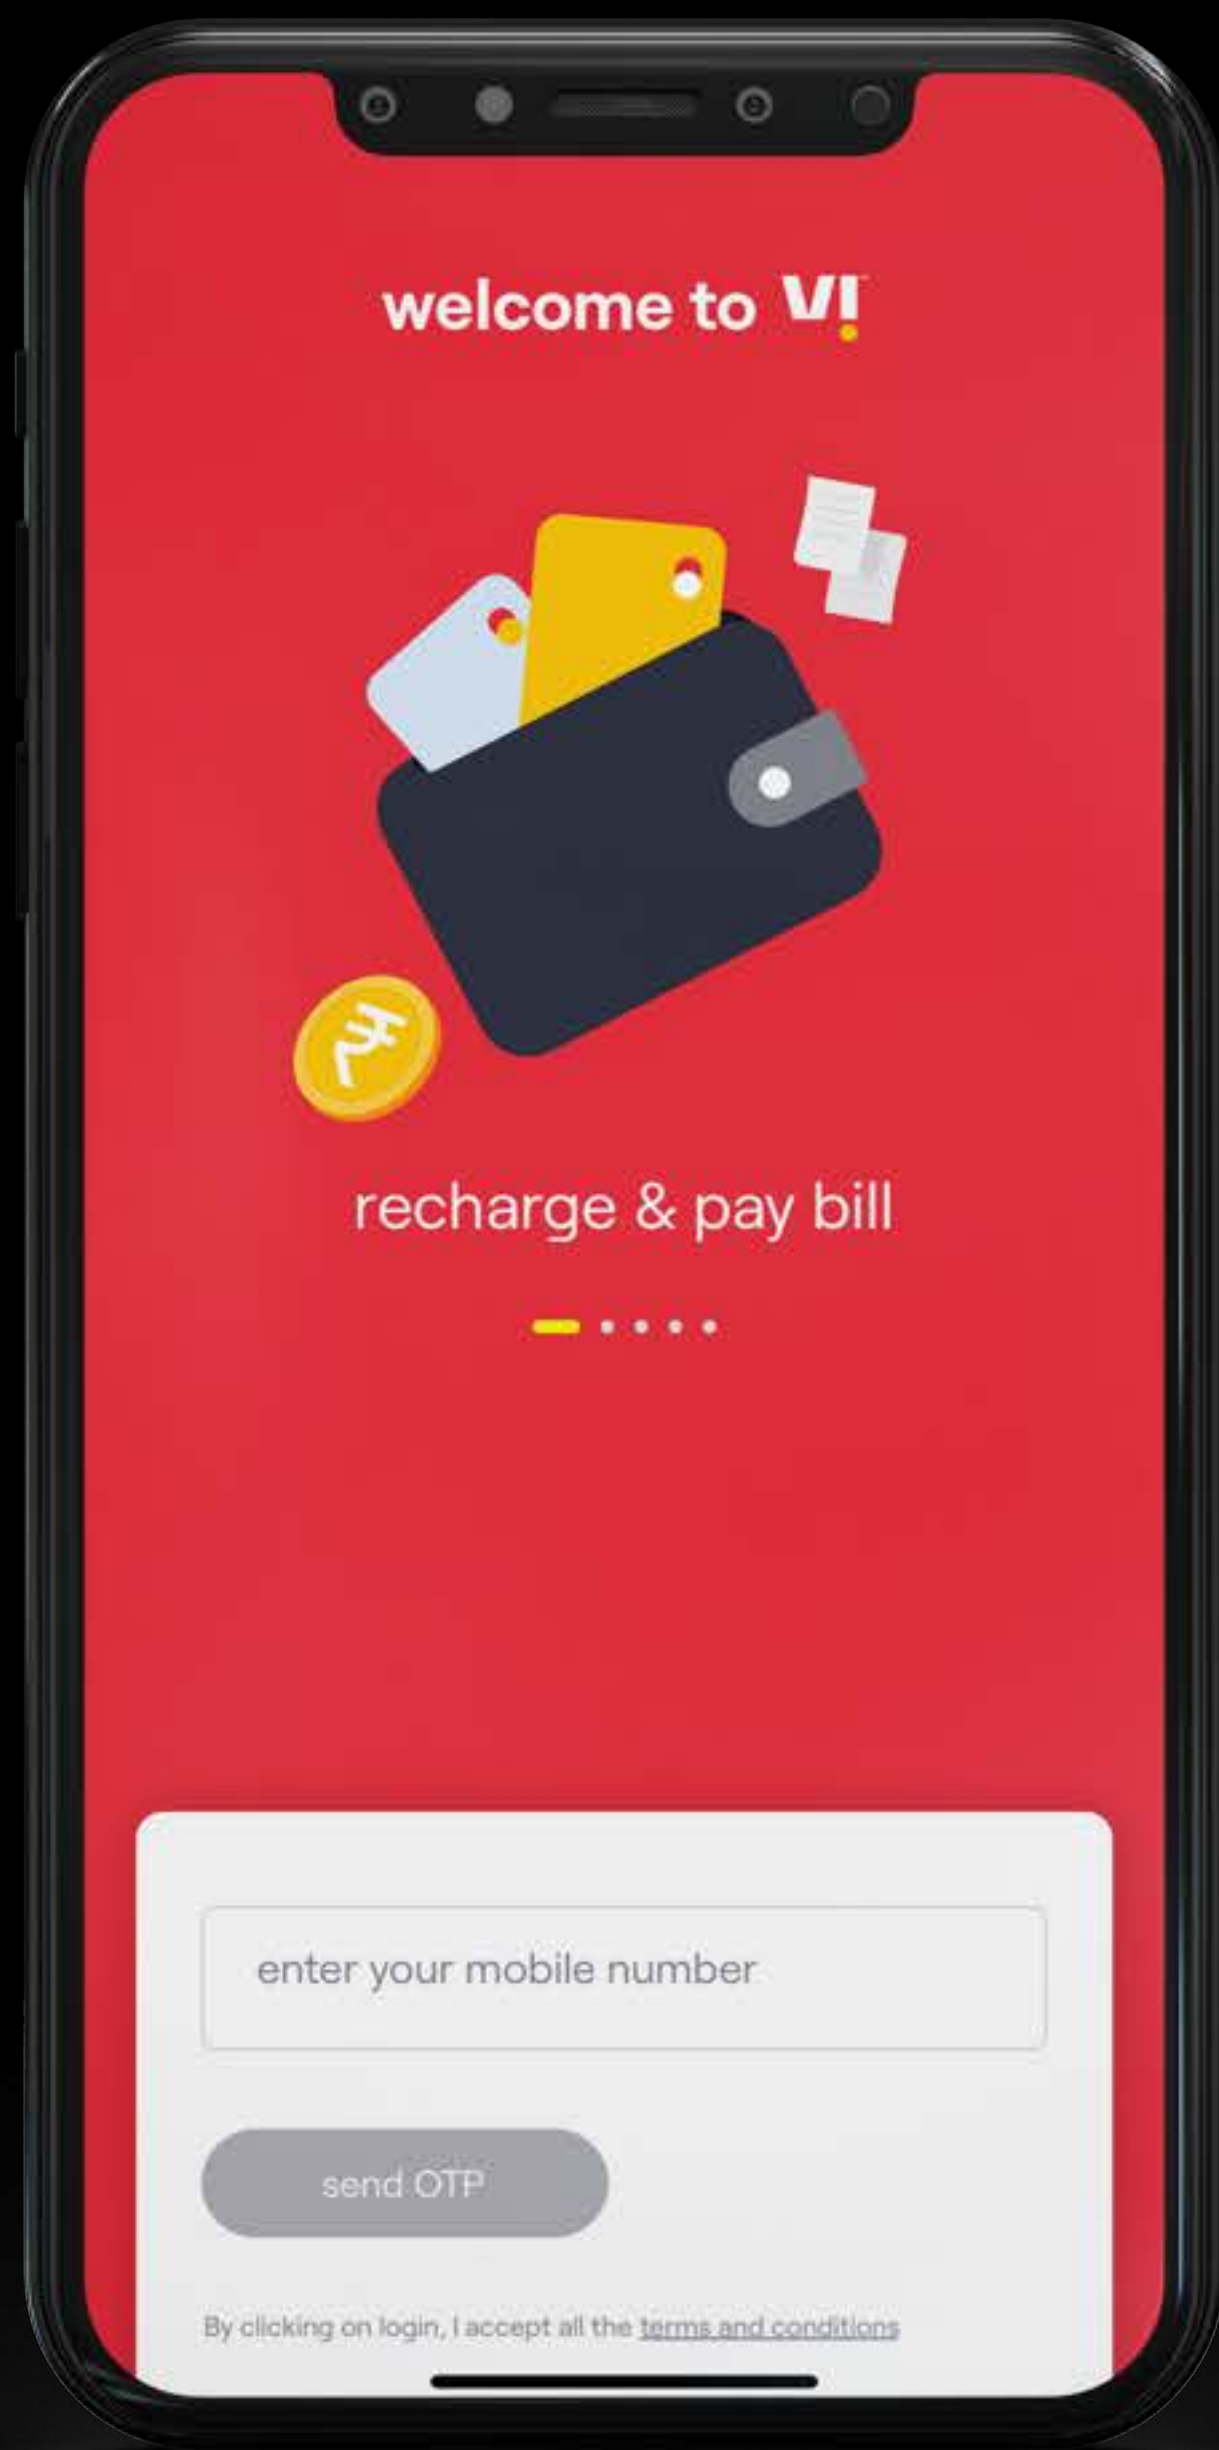 welcome to VI
recharge & pay bill
enter your mobile number
send OTP
By clicking on login, I accept all the terms and conditions